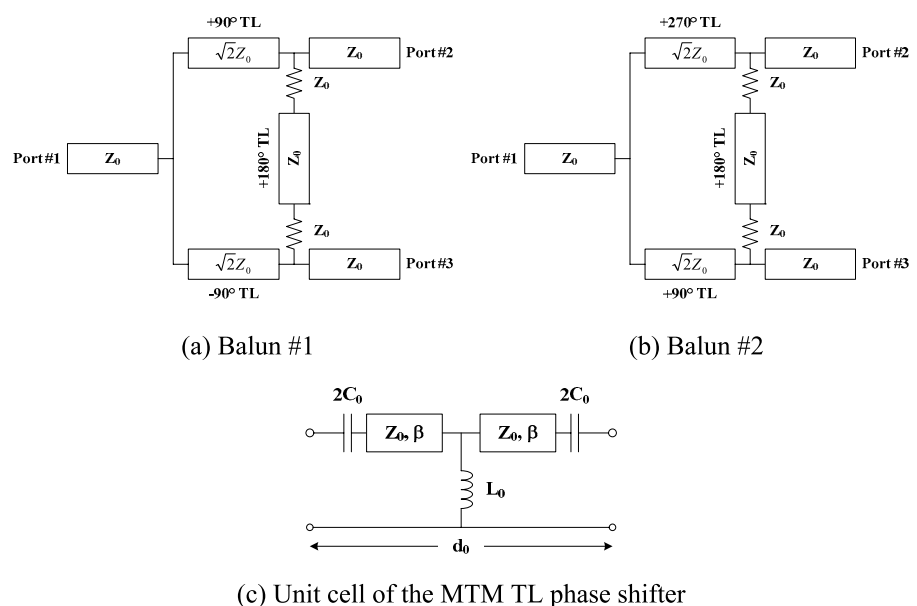 +90° TL
√2Z₀
Z₀
Port #2
Z₀
Port #1
Z₀
+180° TL
Z₀
Z₀
√2Z₀
Z₀
Port #3
-90° TL
(a) Balun #1
+270° TL
√2Z₀
Z₀
Port #2
Z₀
Port #1
Z₀
+180° TL
Z₀
Z₀
√2Z₀
Z₀
Port #3
+90° TL
(b) Balun #2
2C₀
2C₀
Z₀, β
Z₀, β
L₀
d₀
(c) Unit cell of the MTM TL phase shifter